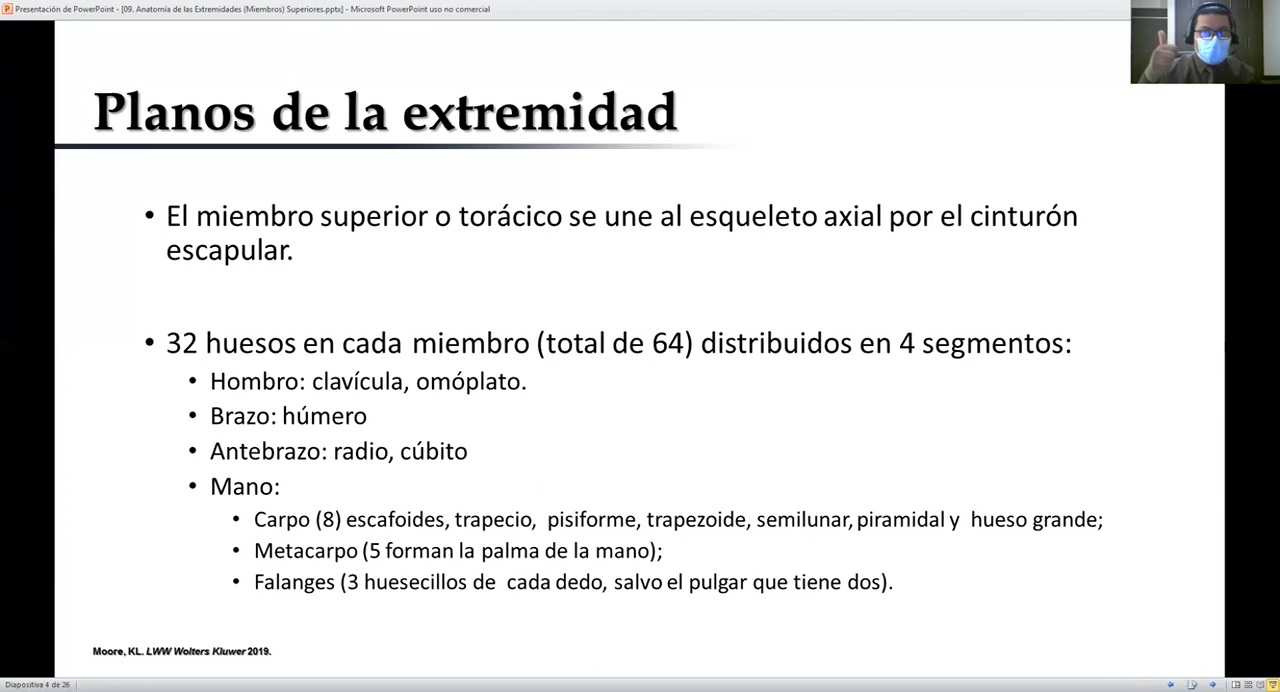 Presentación de PowerPoint - [09. Anatomía de las Extremidades (Miembros) Superiores.pptx] - Microsoft PowerPoint uso no comercial
Planos de la extremidad
• El miembro superior o torácico se une al esqueleto axial por el cinturón
escapular.
• 32 huesos en cada miembro (total de 64) distribuidos en 4 segmentos:
• Hombro: clavícula, omóplato.
• Brazo: húmero
• Antebrazo: radio, cúbito
• Mano:
• Carpo (8) escafoides, trapecio, pisiforme, trapezoide, semilunar, piramidal y hueso grande;
• Metacarpo (5 forman la palma de la mano);
• Falanges (3 huesecillos de cada dedo, salvo el pulgar que tiene dos).
Moore, KL. LWW Wolters Kluwer 2019.
Diapositiva 4 de 26